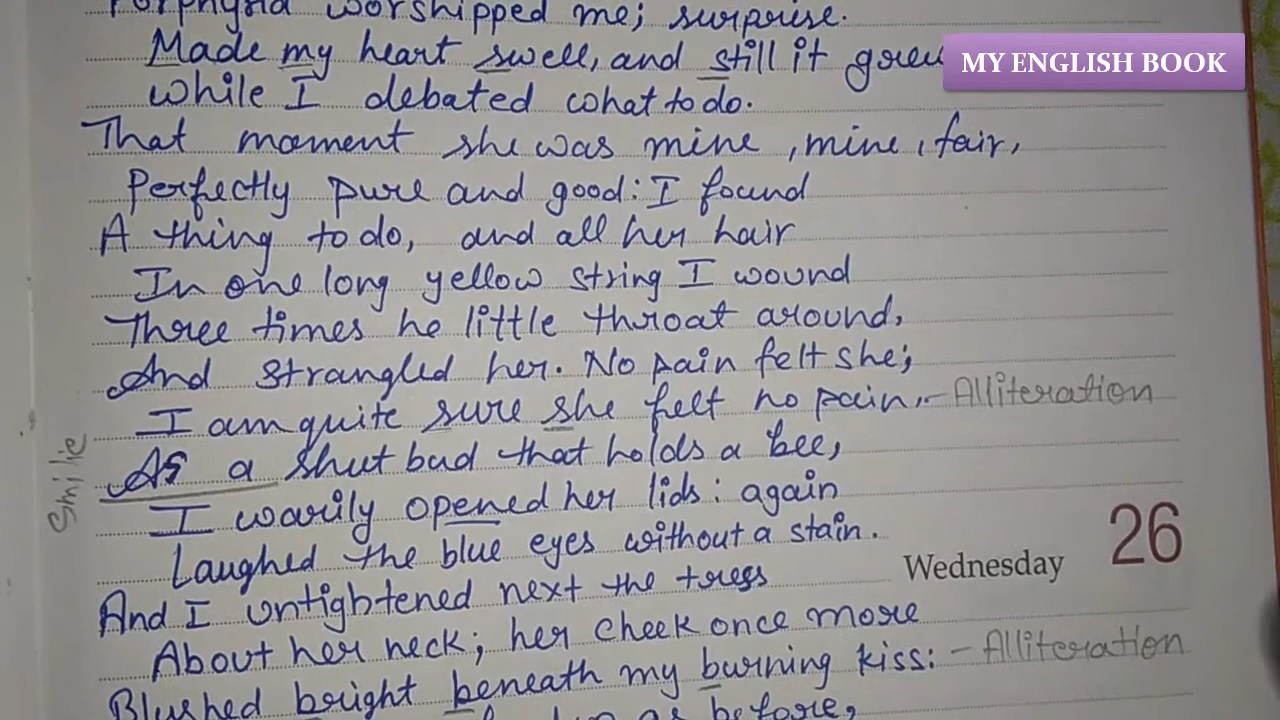 Porphyria worshipped me; surprise.
Made my heart swell, and still it grew
MY ENGLISH BOOK
while I debated what to do.
That moment she was mine, mine, fair,
Perfectly pure and good: I found
A thing to do, and all her hair
In one long yellow string I wound
Three times he little throat around,
And strangled her. No pain felt she;
I am quite sure she felt no pain. - Alliteration
Smilie
As a shut bud that holds a bee,
I warily opened her lids: again
Laughed the blue eyes without a stain.
Wednesday 26
And I untightened next the tress
About her neck; her cheek once more
Blushed bright beneath my burning kiss: - Alliteration
as before,